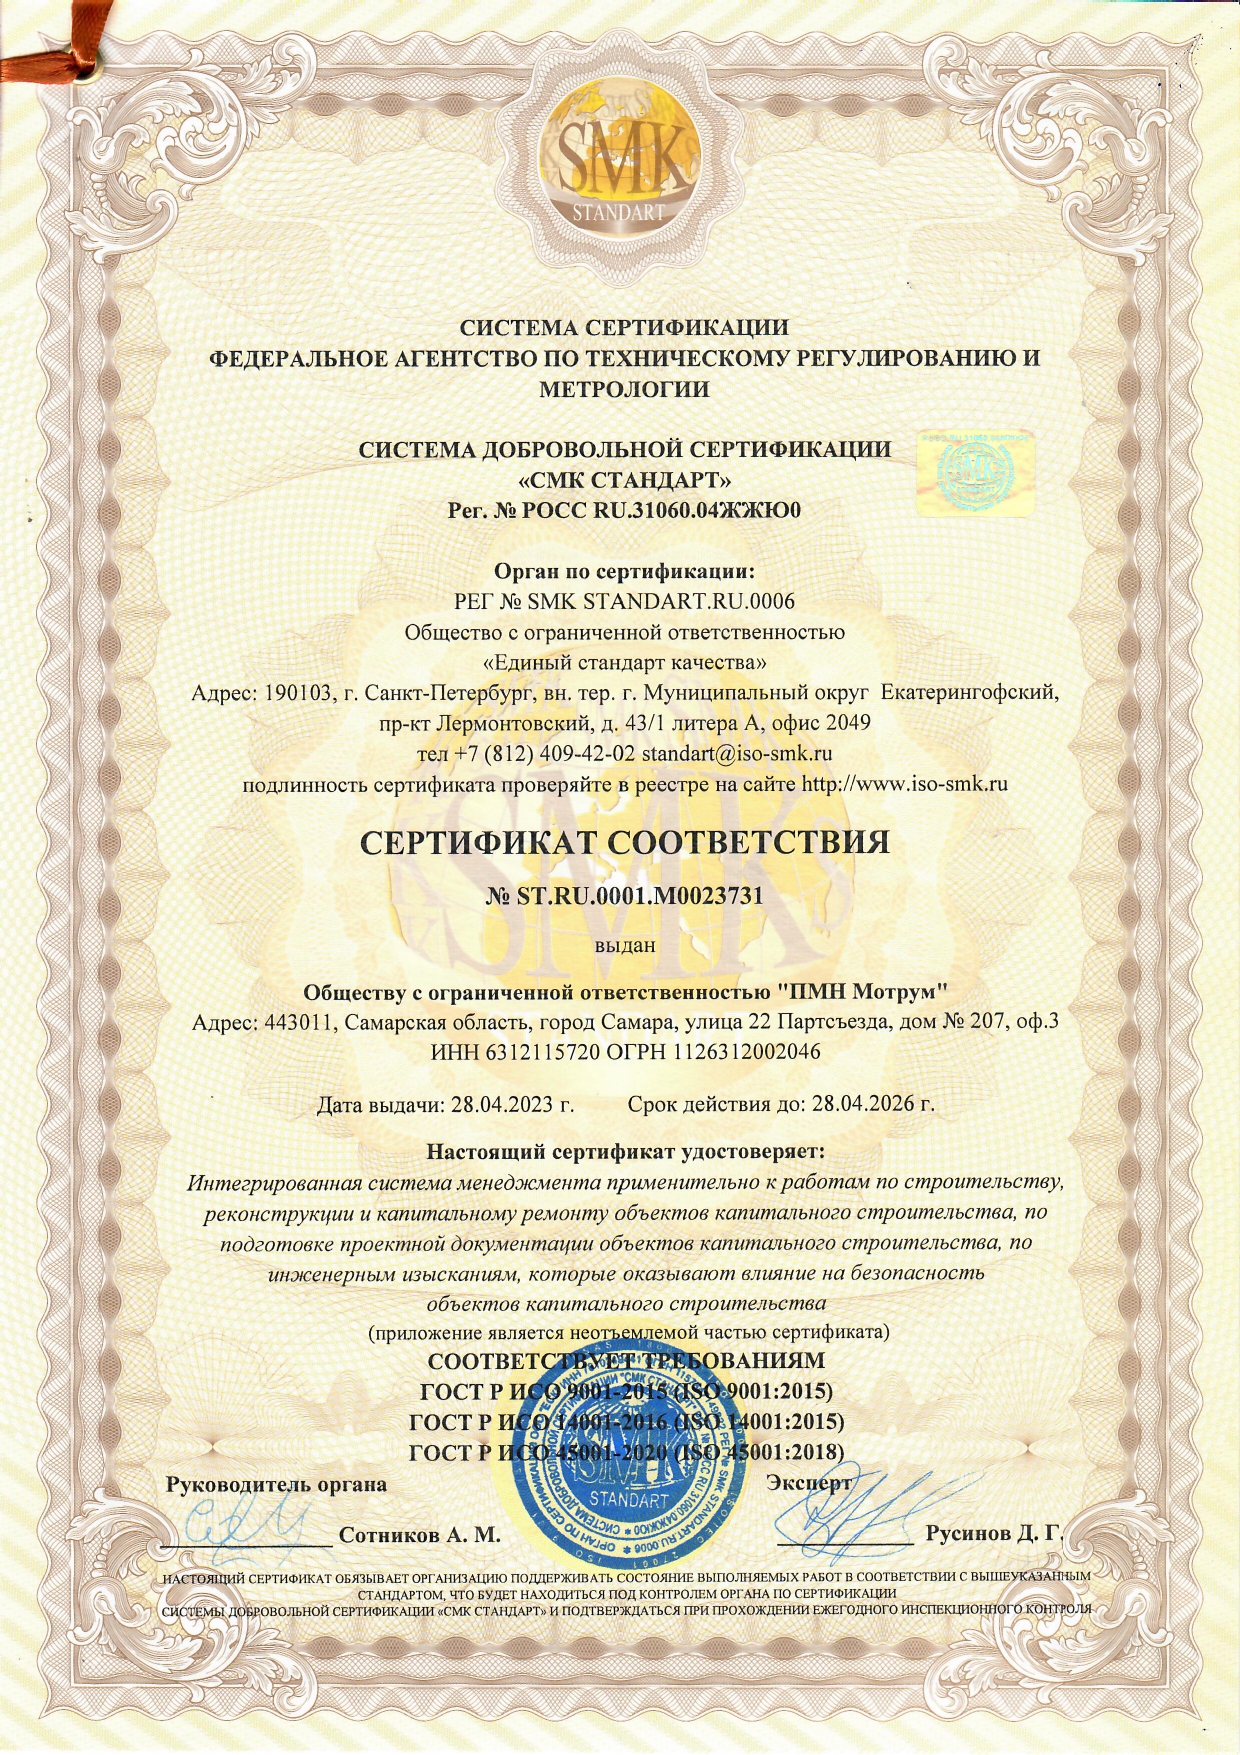 SMK
STANDART
СИСТЕМА СЕРТИФИКАЦИИ
ФЕДЕРАЛЬНОЕ АГЕНТСТВО ПО ТЕХНИЧЕСКОМУ РЕГУЛИРОВАНИЮ И
МЕТРОЛОГИИ
СИСТЕМА ДОБРОВОЛЬНОЙ СЕРТИФИКАЦИИ
«СМК СТАНДАРТ»
Рег. № РОСС RU.31060.04ЖЖЮ0
Орган по сертификации:
РЕГ № SMK STANDART.RU.0006
Общество с ограниченной ответственностью
«Единый стандарт качества»
Адрес: 190103, г. Санкт-Петербург, вн. тер. г. Муниципальный округ Екатерингофский,
пр-кт Лермонтовский, д. 43/1 литера А, офис 2049
тел +7 (812) 409-42-02 standart@iso-smk.ru
подлинность сертификата проверяйте в реестре на сайте http://www.iso-smk.ru
СЕРТИФИКАТ СООТВЕТСТВИЯ
№ ST.RU.0001.M0023731
выдан
Обществу с ограниченной ответственностью "ПМН Мотрум"
Адрес: 443011, Самарская область, город Самара, улица 22 Партсъезда, дом № 207, оф.3
ИНН 6312115720 ОГРН 1126312002046
Дата выдачи: 28.04.2023 г. Срок действия до: 28.04.2026 г.
Настоящий сертификат удостоверяет:
Интегрированная система менеджмента применительно к работам по строительству,
реконструкции и капитальному ремонту объектов капитального строительства, по
подготовке проектной документации объектов капитального строительства, по
инженерным изысканиям, которые оказывают влияние на безопасность
объектов капитального строительства
(приложение является неотъемлемой частью сертификата)
СООТВЕТСТВУЕТ ТРЕБОВАНИЯМ
ГОСТ Р ИСО 9001-2015 (ISO 9001:2015)
ГОСТ Р ИСО 14001-2016 (ISO 14001:2015)
ГОСТ Р ИСО 45001-2020 (ISO 45001:2018)
SMK
STANDART
Руководитель органа Эксперт
Сотников А. М. Русинов Д. Г.
НАСТОЯЩИЙ СЕРТИФИКАТ ОБЯЗЫВАЕТ ОРГАНИЗАЦИЮ ПОДДЕРЖИВАТЬ СОСТОЯНИЕ ВЫПОЛНЯЕМЫХ РАБОТ В СООТВЕТСТВИИ С ВЫШЕУКАЗАННЫМ
СТАНДАРТОМ, ЧТО БУДЕТ НАХОДИТЬСЯ ПОД КОНТРОЛЕМ ОРГАНА ПО СЕРТИФИКАЦИИ
СИСТЕМЫ ДОБРОВОЛЬНОЙ СЕРТИФИКАЦИИ «СМК СТАНДАРТ» И ПОДТВЕРЖДАТЬСЯ ПРИ ПРОХОЖДЕНИИ ЕЖЕГОДНОГО ИНСПЕКЦИОННОГО КОНТРОЛЯ